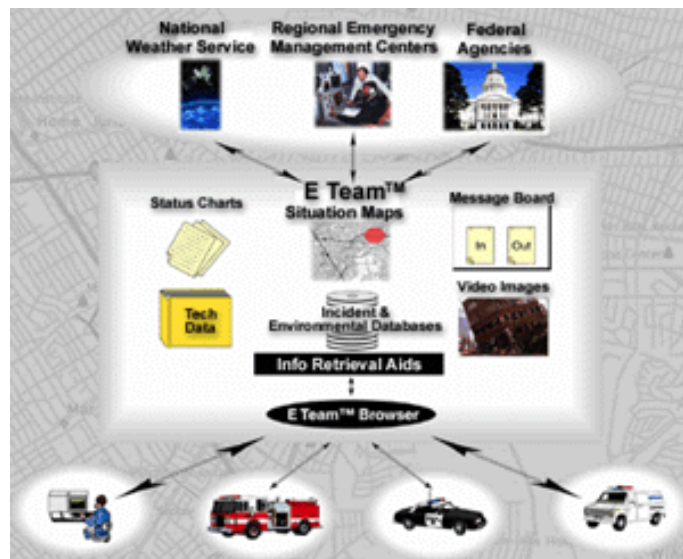 National
Weather Service
Regional Emergency
Management Centers
Federal
Agencies
E Team™
Situation Maps
Status Charts
Message Board
In
Out
Tech
Data
Incident &
Environmental Databases
Video Images
Info Retrieval Aids
E Team™ Browser